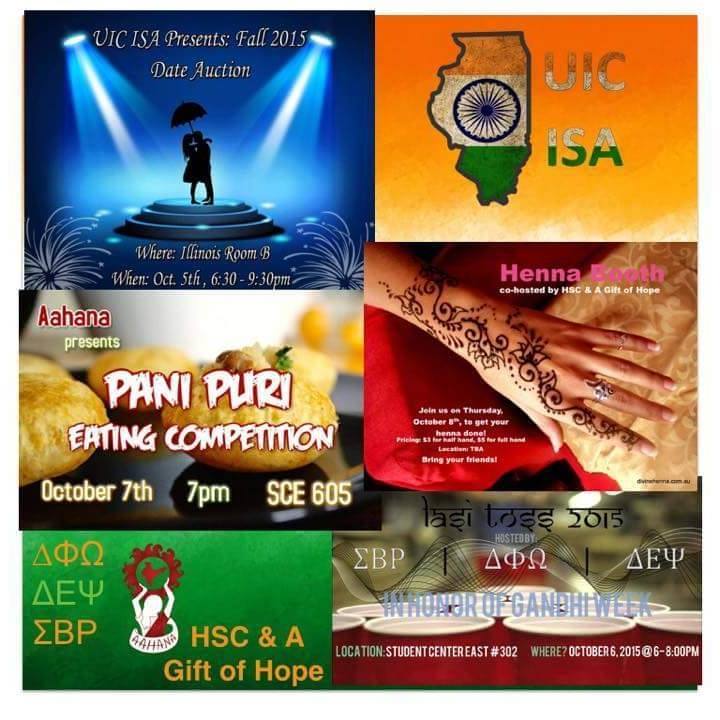 UIC ISA Presents: Fall 2015
Date Auction
Where: Illinois Room B
When: Oct. 5th , 6:30 - 9:30pm
UIC
ISA
Aahana
presents
PANI PURI
EATING COMPETITION
October 7th 7pm SCE 605
Henna Booth
co-hosted by HSC & A Gift of Hope
Join us on Thursday,
October 8th, to get your
henna done!
Pricing: $3 for half hand, $5 for full hand
Location: TBA
Bring your friends!
divinehenna.com.au
ΔΦΩ
ΔΕΨ
ΣΒΡ
AAHANA
HSC & A
Gift of Hope
lasi toss 2015
HOSTED BY:
ΣΒΡ | ΔΦΩ | ΔΕΨ
IN HONOR OF GANDHI WEEK
LOCATION: STUDENT CENTER EAST #302 WHERE? OCTOBER 6, 2015 @ 6-8:00PM